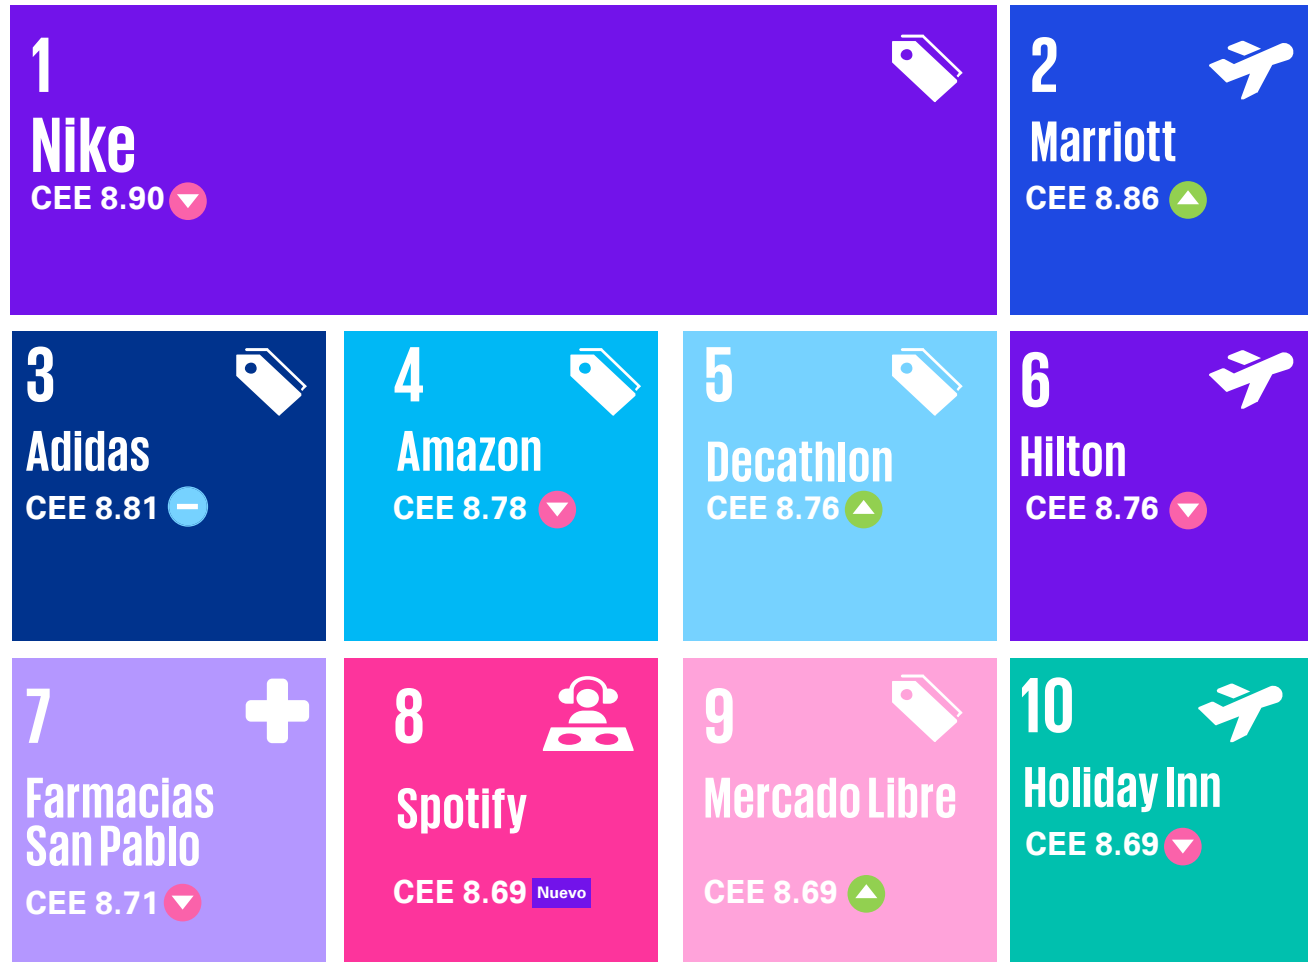 1
Nike
CEE 8.90
2
Marriott
CEE 8.86
3
Adidas
CEE 8.81
4
Amazon
CEE 8.78
5
Decathlon
CEE 8.76
6
Hilton
CEE 8.76
7
Farmacias
San Pablo
CEE 8.71
8
Spotify
CEE 8.69 Nuevo
9
Mercado Libre
CEE 8.69
10
Holiday Inn
CEE 8.69